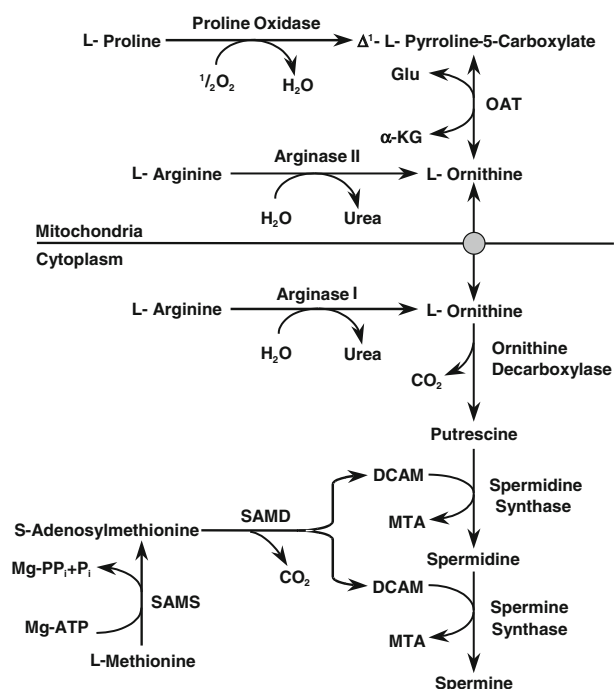 Proline Oxidase
L- Proline
Δ¹- L- Pyrroline-5-Carboxylate
¹/₂O₂
H₂O
Glu
OAT
α-KG
Arginase II
L- Arginine
L- Ornithine
H₂O
Urea
Mitochondria
Cytoplasm
Arginase I
L- Arginine
L- Ornithine
H₂O
Urea
Ornithine
Decarboxylase
CO₂
Putrescine
DCAM
Spermidine
Synthase
SAMD
MTA
S-Adenosylmethionine
Spermidine
Mg-PPᵢ+Pᵢ
CO₂
DCAM
SAMS
Spermine
Synthase
Mg-ATP
MTA
L-Methionine
Spermine